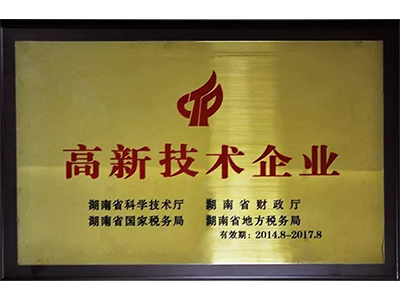 CTP
高新技术企业
湖南省科学技术厅 湖南省财政厅
湖南省国家税务局 湖南省地方税务局
有效期：2014.8-2017.8